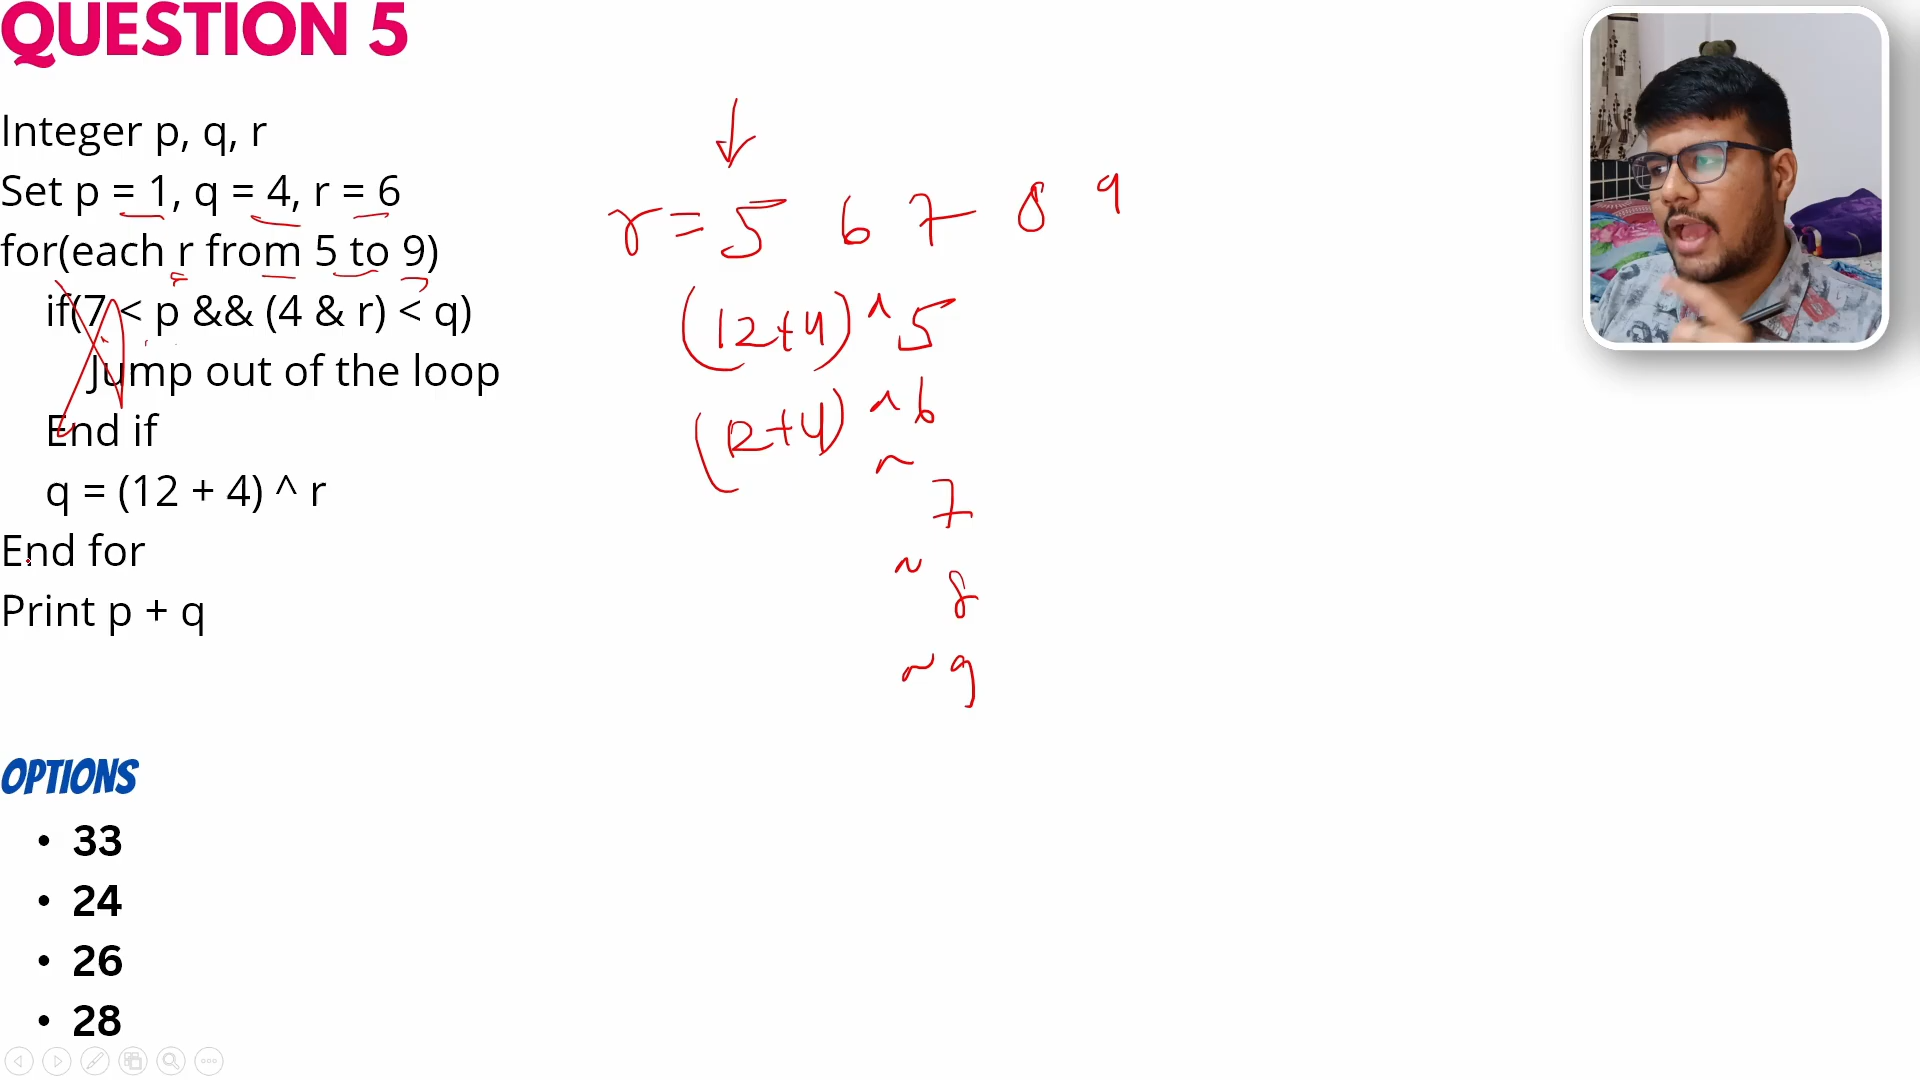 QUESTION 5
Integer p, q, r
Set p = 1, q = 4, r = 6
for(each r from 5 to 9)
if(7 < p && (4 & r) < q)
Jump out of the loop
End if
q = (12 + 4) ^ r
End for
Print p + q
r = 5 6 7 8 9
(12+4) ^ 5
(12+4) ^ 6
~ 7
~ 8
~ 9
OPTIONS
• 33
• 24
• 26
• 28